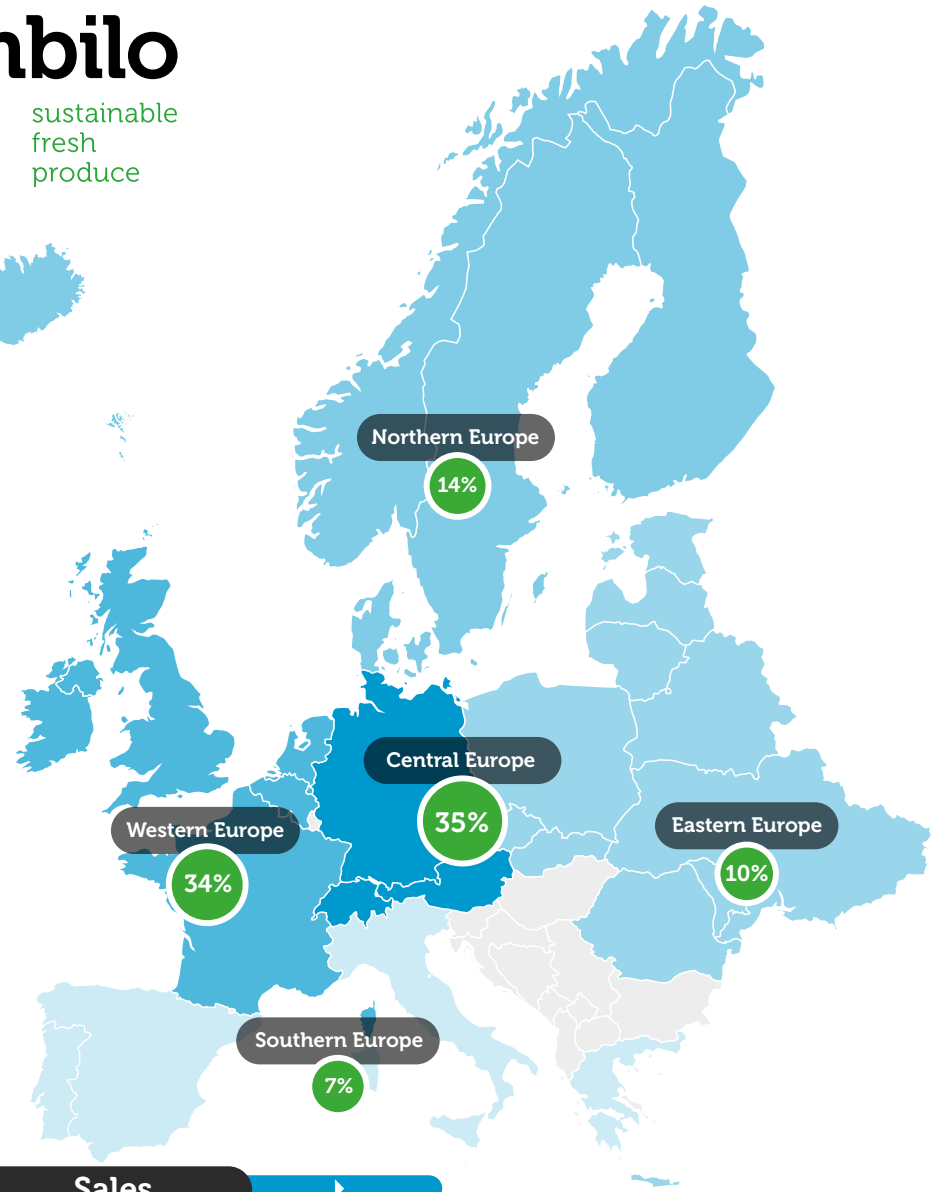 nbilo
sustainable
fresh
produce
Northern Europe
14%
Central Europe
35%
Western Europe
34%
Eastern Europe
10%
Southern Europe
7%
Sales